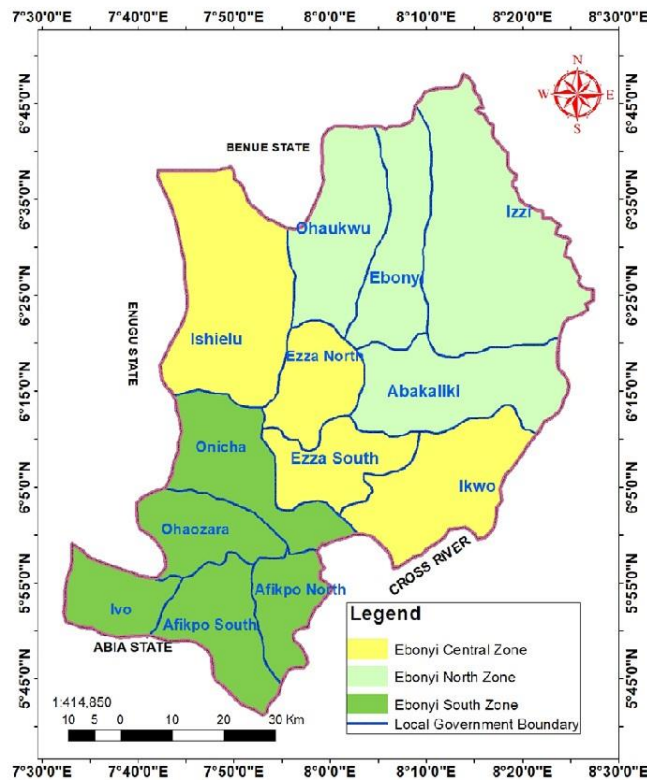 7°30'0"E 7°40'0"E 7°50'0"E 8°0'0"E 8°10'0"E 8°20'0"E 8°30'0"E
N
W E
S
6°45'0"N 6°45'0"N
BENUE STATE
6°35'0"N 6°35'0"N
Izzi
Ohaukwu
Ebony
6°25'0"N 6°25'0"N
ENUGU STATE
Ishielu
Ezza North
6°15'0"N 6°15'0"N
Abakaliki
Onicha
Ezza South
Ikwo
6°5'0"N 6°5'0"N
Ohaozara
CROSS RIVER
5°55'0"N 5°55'0"N
Afikpo North
Ivo
Afikpo South
ABIA STATE
Legend
Ebonyi Central Zone
Ebonyi North Zone
Ebonyi South Zone
Local Government Boundary
5°45'0"N 5°45'0"N
1:414,850
10 5 0 10 20 30 Km
7°30'0"E 7°40'0"E 7°50'0"E 8°0'0"E 8°10'0"E 8°20'0"E 8°30'0"E